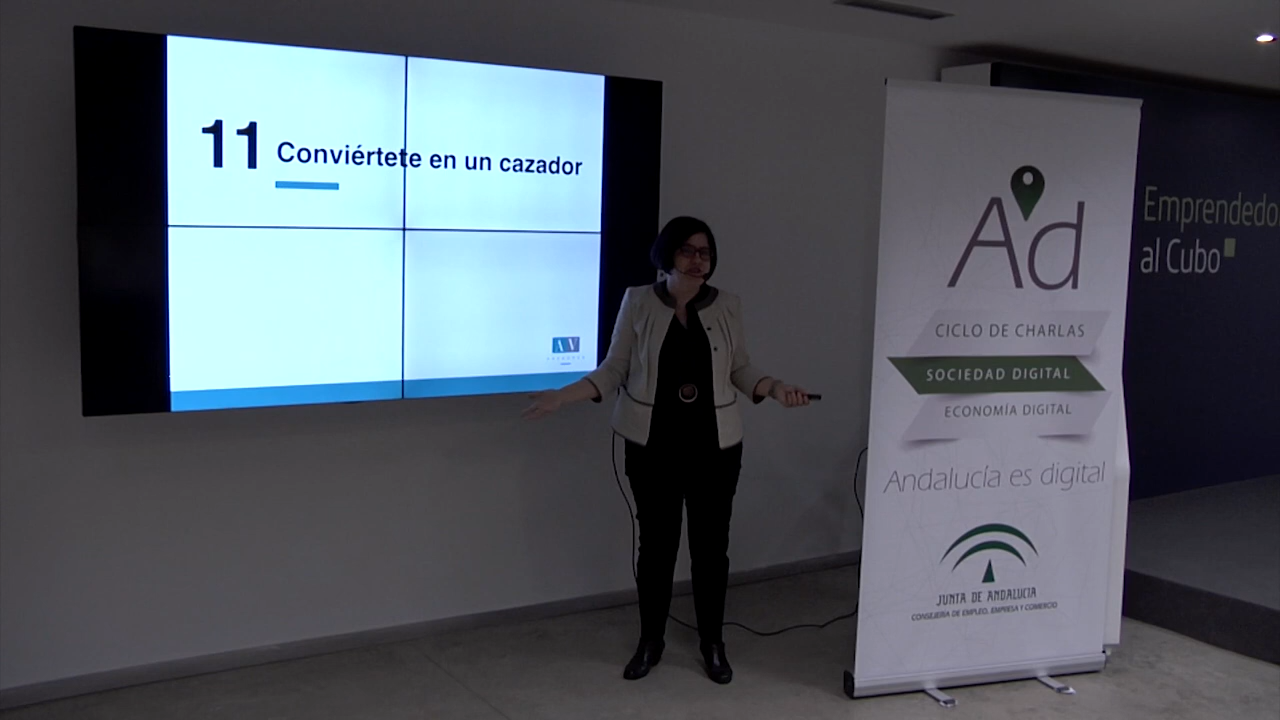 11 Conviértete en un cazador
AV
Ad
CICLO DE CHARLAS
SOCIEDAD DIGITAL
ECONOMÍA DIGITAL
Andalucía es digital
JUNTA DE ANDALUCIA
CONSEJERÍA DE EMPLEO, EMPRESA Y COMERCIO
Emprendedo
al Cubo